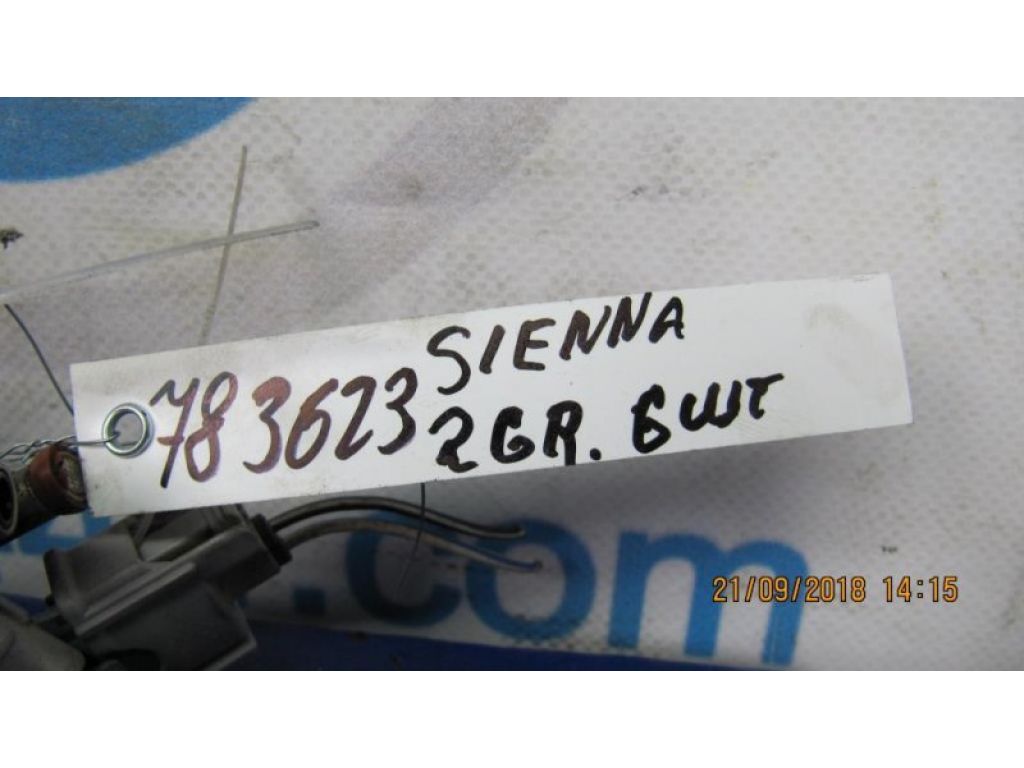 783623 SIENNA
2GR. 6шт
.com
21/09/2018 14:15